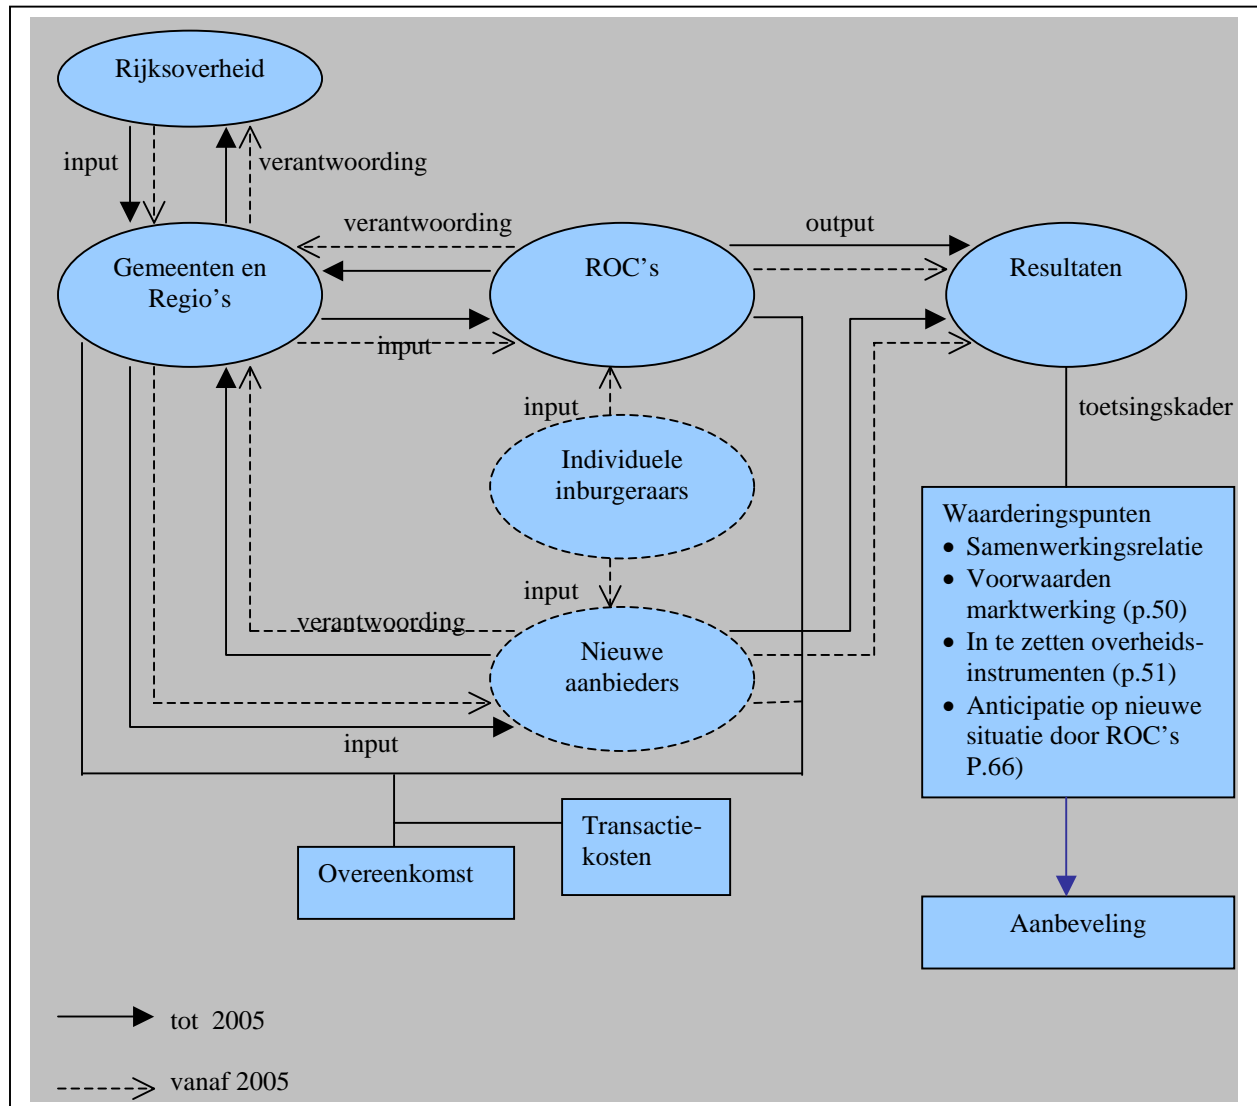 Rijksoverheid
input
verantwoording
verantwoording
output
Gemeenten en
Regio’s
ROC’s
Resultaten
input
input
toetsingskader
Individuele
inburgeraars
Waarderingspunten
• Samenwerkingsrelatie
• Voorwaarden
marktwerking (p.50)
• In te zetten overheids-
instrumenten (p.51)
• Anticipatie op nieuwe
situatie door ROC’s
P.66)
input
verantwoording
Nieuwe
aanbieders
input
Transactie-
kosten
Overeenkomst
Aanbeveling
tot 2005
vanaf 2005